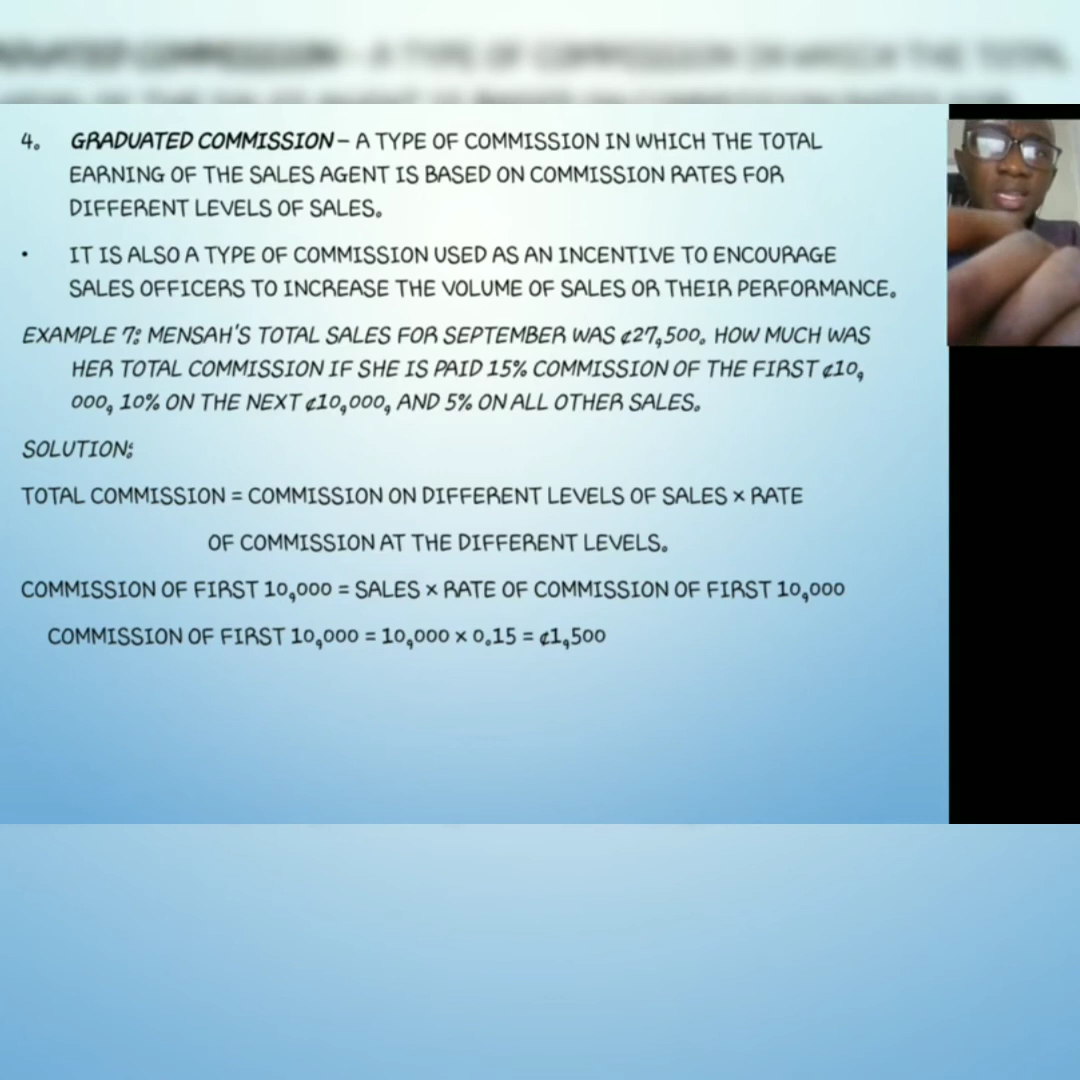 4. GRADUATED COMMISSION – A TYPE OF COMMISSION IN WHICH THE TOTAL
EARNING OF THE SALES AGENT IS BASED ON COMMISSION RATES FOR
DIFFERENT LEVELS OF SALES.
• IT IS ALSO A TYPE OF COMMISSION USED AS AN INCENTIVE TO ENCOURAGE
SALES OFFICERS TO INCREASE THE VOLUME OF SALES OR THEIR PERFORMANCE.
EXAMPLE 7: MENSAH'S TOTAL SALES FOR SEPTEMBER WAS ¢27,500. HOW MUCH WAS
HER TOTAL COMMISSION IF SHE IS PAID 15% COMMISSION OF THE FIRST ¢10,
000, 10% ON THE NEXT ¢10,000, AND 5% ON ALL OTHER SALES.
SOLUTION:
TOTAL COMMISSION = COMMISSION ON DIFFERENT LEVELS OF SALES × RATE
OF COMMISSION AT THE DIFFERENT LEVELS.
COMMISSION OF FIRST 10,000 = SALES × RATE OF COMMISSION OF FIRST 10,000
COMMISSION OF FIRST 10,000 = 10,000 × 0.15 = ¢1,500